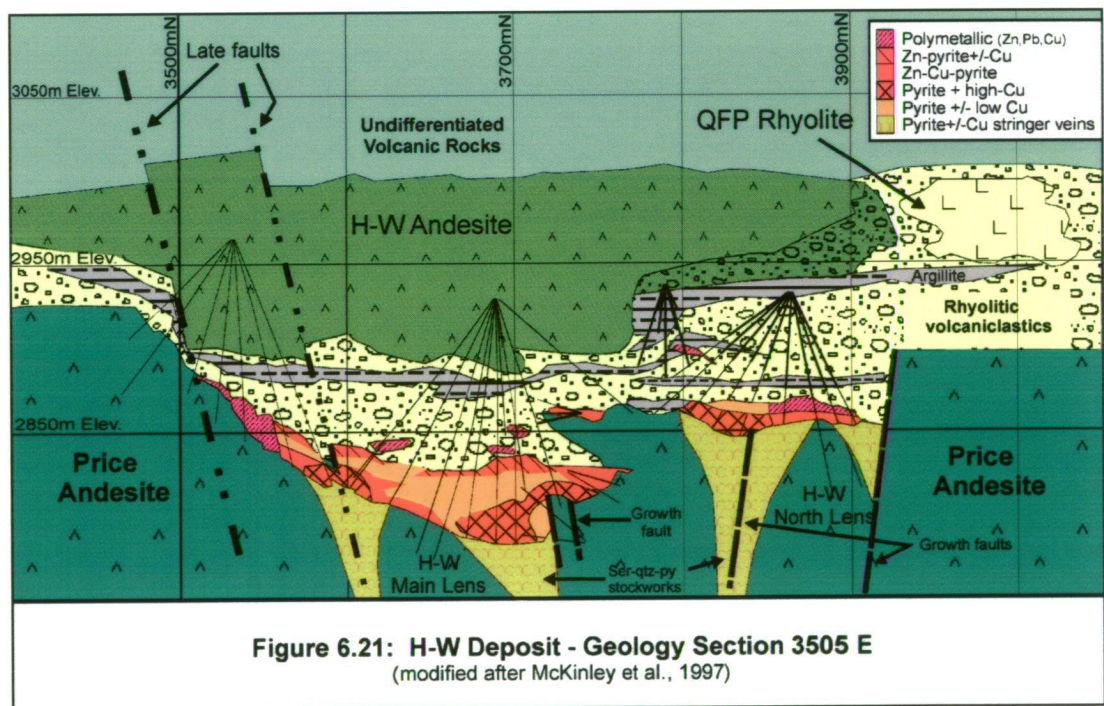 3500mN
3700mN
3900mN
Late faults
3050m Elev.
Polymetallic (Zn,Pb,Cu)
Zn-pyrite+/-Cu
Zn-Cu-pyrite
Pyrite + high-Cu
Pyrite +/- low Cu
Pyrite+/-Cu stringer veins
Undifferentiated
Volcanic Rocks
QFP Rhyolite
H-W Andesite
2950m Elev.
Argillite
Rhyolitic
volcaniclastics
2850m Elev.
Price
Andesite
H-W
Main Lens
Growth
fault
Ser-qtz-py
stockworks
H-W
North Lens
Growth faults
Price
Andesite
Figure 6.21: H-W Deposit - Geology Section 3505 E
(modified after McKinley et al., 1997)